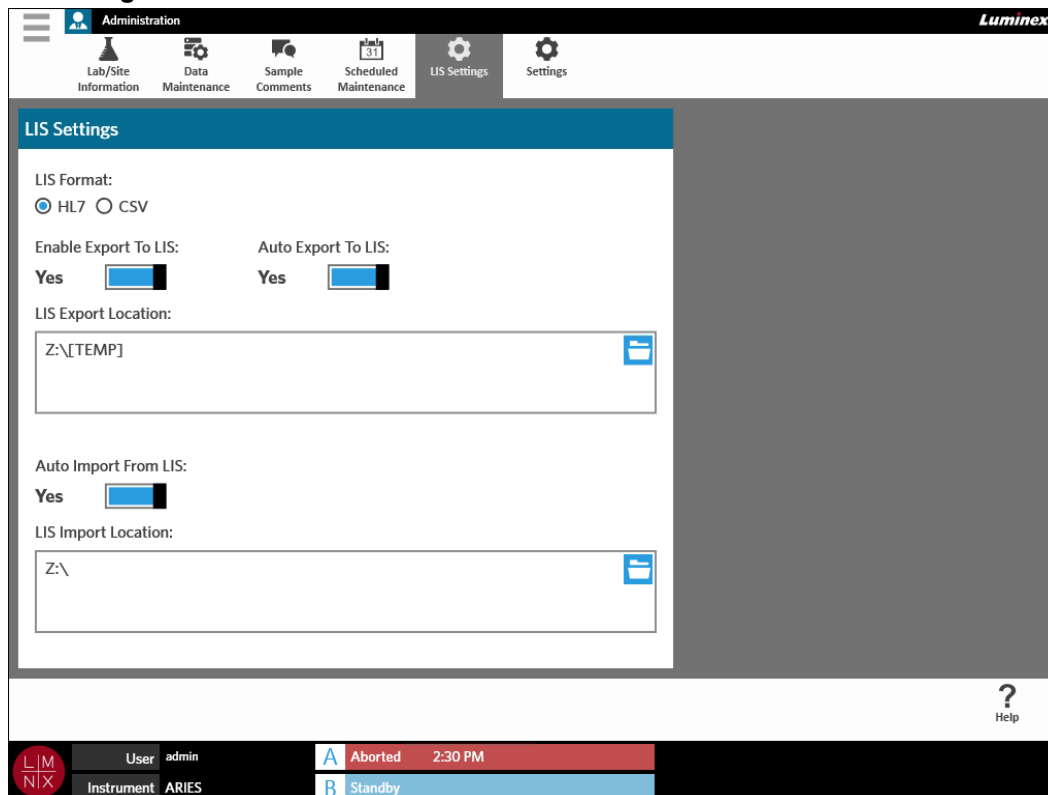 Administration
Luminex
Lab/Site
Information
Data
Maintenance
Sample
Comments
31
Scheduled
Maintenance
LIS Settings
Settings
LIS Settings
LIS Format:
HL7 CSV
Enable Export To LIS: Auto Export To LIS:
Yes Yes
LIS Export Location:
Z:\[TEMP]
Auto Import From LIS:
Yes
LIS Import Location:
Z:\
?
Help
L M
N X
User admin
A Aborted 2:30 PM
Instrument ARIES
B Standby